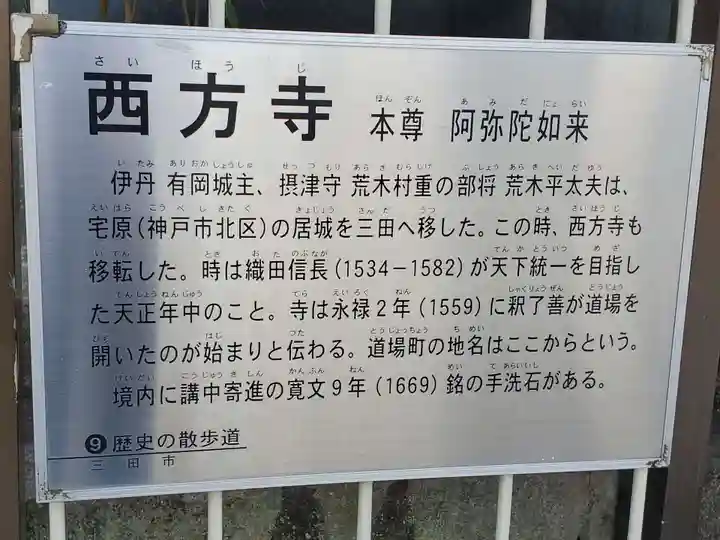 さい ほう じ
西方寺 本尊 阿弥陀如来
伊丹 有岡城主、摂津守 荒木村重の部将 荒木平太夫は、
宅原(神戸市北区)の居城を三田へ移した。この時、西方寺も
移転した。時は織田信長(1534-1582)が天下統一を目指し
た天正年中のこと。寺は永禄2年(1559)に釈了善が道場を
開いたのが始まりと伝わる。道場町の地名はここからという。
境内に講中寄進の寛文9年(1669)銘の手洗石がある。
❾歴史の散歩道
三田市